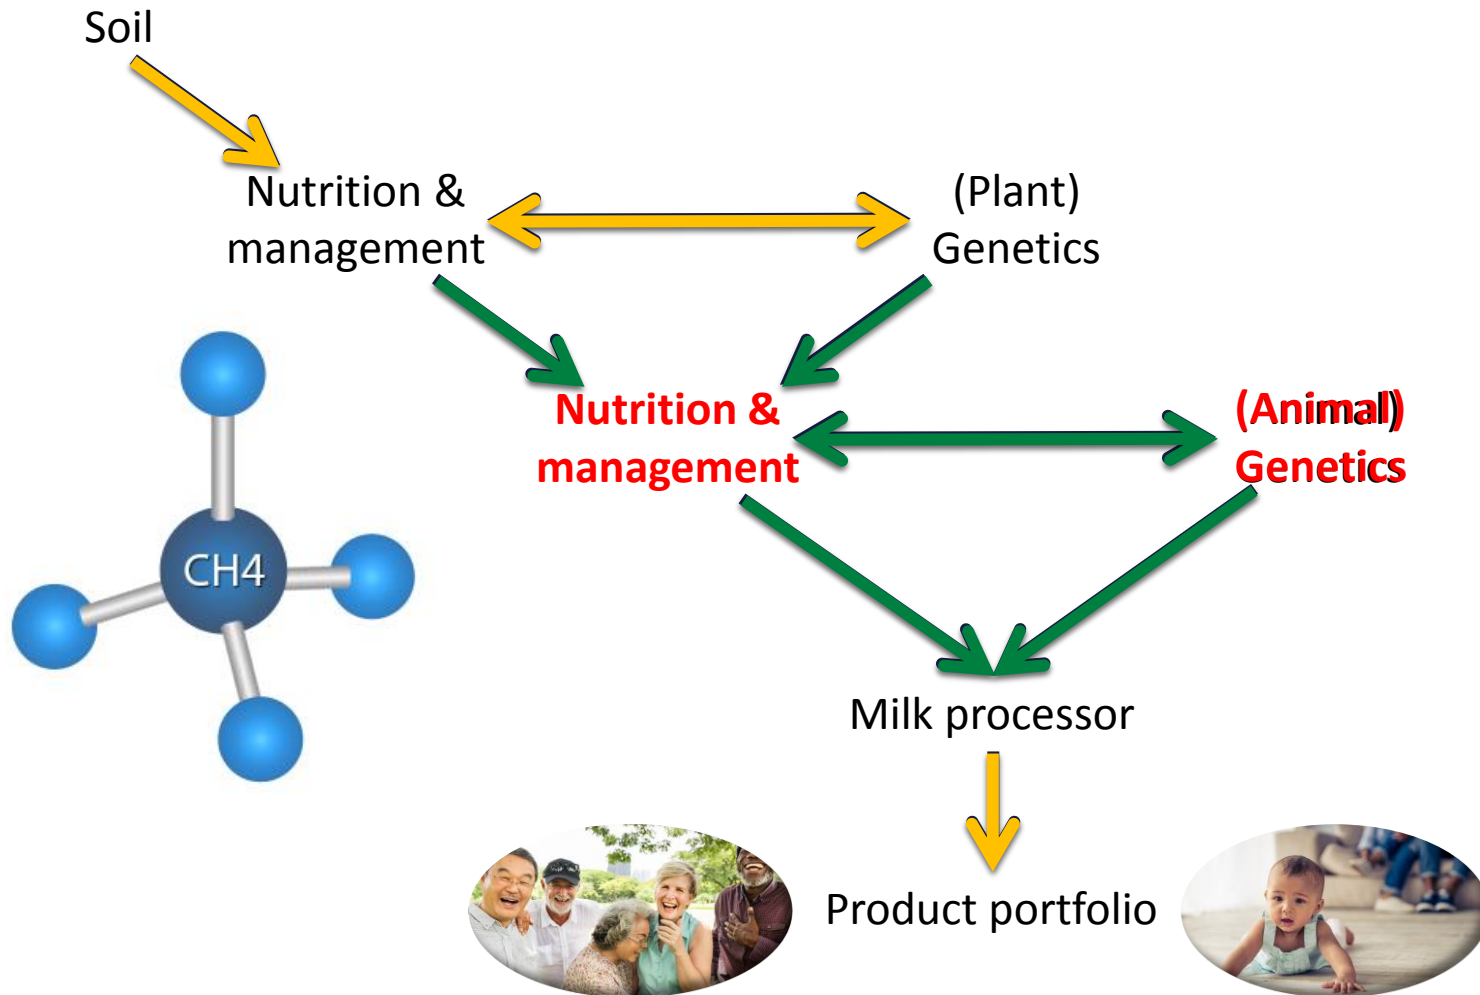 Soil
Nutrition &
management
(Plant)
Genetics
Nutrition &
management
(Animal)
Genetics
CH4
Milk processor
Product portfolio